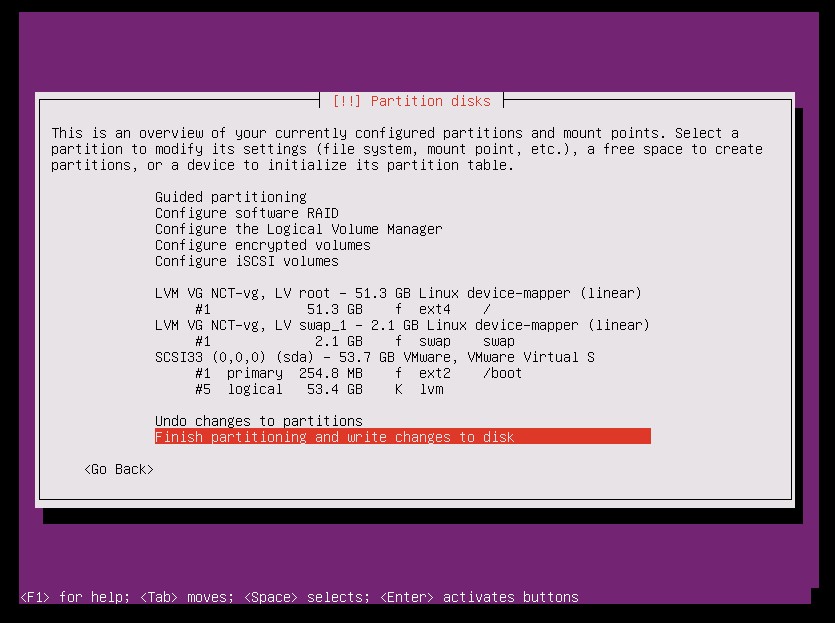 [!!] Partition disks
This is an overview of your currently configured partitions and mount points. Select a
partition to modify its settings (file system, mount point, etc.), a free space to create
partitions, or a device to initialize its partition table.
Guided partitioning
Configure software RAID
Configure the Logical Volume Manager
Configure encrypted volumes
Configure iSCSI volumes
LVM VG NCT-vg, LV root - 51.3 GB Linux device-mapper (linear)
#1 51.3 GB f ext4 /
LVM VG NCT-vg, LV swap_1 - 2.1 GB Linux device-mapper (linear)
#1 2.1 GB f swap swap
SCSI33 (0,0,0) (sda) - 53.7 GB VMware, VMware Virtual S
#1 primary 254.8 MB f ext2 /boot
#5 logical 53.4 GB K lvm
Undo changes to partitions
Finish partitioning and write changes to disk
<Go Back>
<F1> for help; <Tab> moves; <Space> selects; <Enter> activates buttons